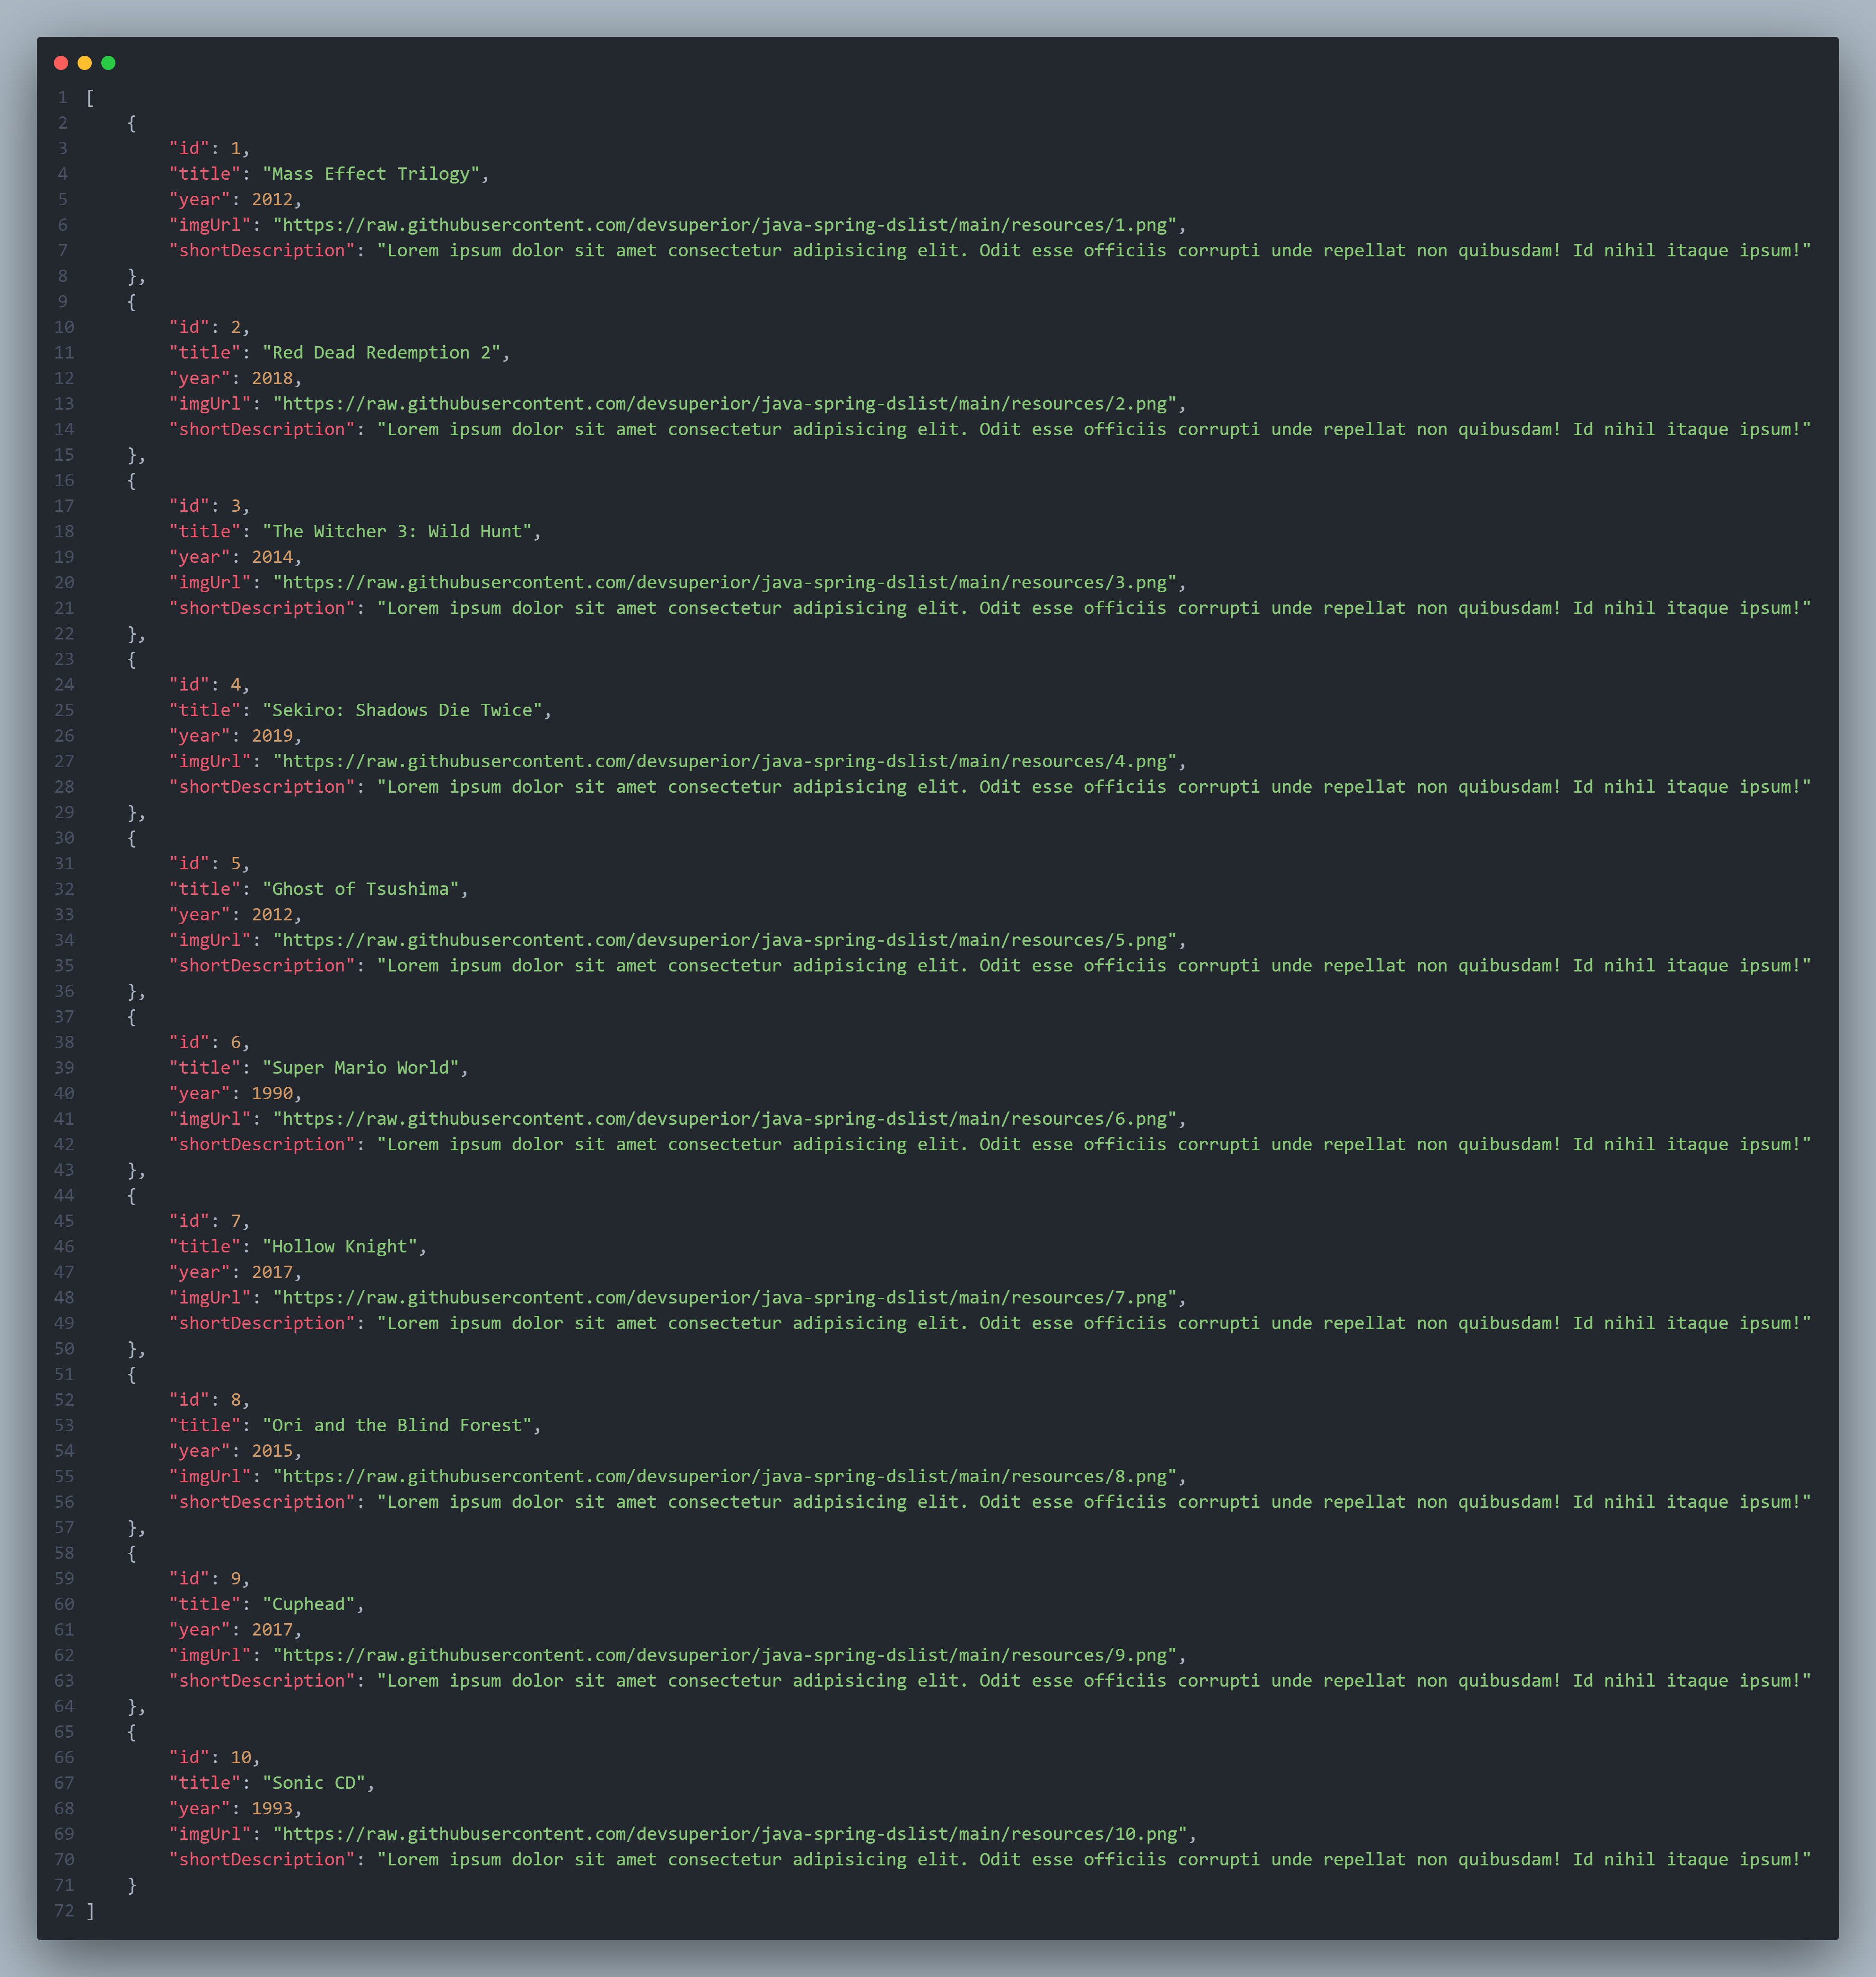 1 [
2     {
3         "id": 1,
4         "title": "Mass Effect Trilogy",
5         "year": 2012,
6         "imgUrl": "https://raw.githubusercontent.com/devsuperior/java-spring-dslist/main/resources/1.png",
7         "shortDescription": "Lorem ipsum dolor sit amet consectetur adipisicing elit. Odit esse officiis corrupti unde repellat non quibusdam! Id nihil itaque ipsum!"
8     },
9     {
10         "id": 2,
11         "title": "Red Dead Redemption 2",
12         "year": 2018,
13         "imgUrl": "https://raw.githubusercontent.com/devsuperior/java-spring-dslist/main/resources/2.png",
14         "shortDescription": "Lorem ipsum dolor sit amet consectetur adipisicing elit. Odit esse officiis corrupti unde repellat non quibusdam! Id nihil itaque ipsum!"
15     },
16     {
17         "id": 3,
18         "title": "The Witcher 3: Wild Hunt",
19         "year": 2014,
20         "imgUrl": "https://raw.githubusercontent.com/devsuperior/java-spring-dslist/main/resources/3.png",
21         "shortDescription": "Lorem ipsum dolor sit amet consectetur adipisicing elit. Odit esse officiis corrupti unde repellat non quibusdam! Id nihil itaque ipsum!"
22     },
23     {
24         "id": 4,
25         "title": "Sekiro: Shadows Die Twice",
26         "year": 2019,
27         "imgUrl": "https://raw.githubusercontent.com/devsuperior/java-spring-dslist/main/resources/4.png",
28         "shortDescription": "Lorem ipsum dolor sit amet consectetur adipisicing elit. Odit esse officiis corrupti unde repellat non quibusdam! Id nihil itaque ipsum!"
29     },
30     {
31         "id": 5,
32         "title": "Ghost of Tsushima",
33         "year": 2012,
34         "imgUrl": "https://raw.githubusercontent.com/devsuperior/java-spring-dslist/main/resources/5.png",
35         "shortDescription": "Lorem ipsum dolor sit amet consectetur adipisicing elit. Odit esse officiis corrupti unde repellat non quibusdam! Id nihil itaque ipsum!"
36     },
37     {
38         "id": 6,
39         "title": "Super Mario World",
40         "year": 1990,
41         "imgUrl": "https://raw.githubusercontent.com/devsuperior/java-spring-dslist/main/resources/6.png",
42         "shortDescription": "Lorem ipsum dolor sit amet consectetur adipisicing elit. Odit esse officiis corrupti unde repellat non quibusdam! Id nihil itaque ipsum!"
43     },
44     {
45         "id": 7,
46         "title": "Hollow Knight",
47         "year": 2017,
48         "imgUrl": "https://raw.githubusercontent.com/devsuperior/java-spring-dslist/main/resources/7.png",
49         "shortDescription": "Lorem ipsum dolor sit amet consectetur adipisicing elit. Odit esse officiis corrupti unde repellat non quibusdam! Id nihil itaque ipsum!"
50     },
51     {
52         "id": 8,
53         "title": "Ori and the Blind Forest",
54         "year": 2015,
55         "imgUrl": "https://raw.githubusercontent.com/devsuperior/java-spring-dslist/main/resources/8.png",
56         "shortDescription": "Lorem ipsum dolor sit amet consectetur adipisicing elit. Odit esse officiis corrupti unde repellat non quibusdam! Id nihil itaque ipsum!"
57     },
58     {
59         "id": 9,
60         "title": "Cuphead",
61         "year": 2017,
62         "imgUrl": "https://raw.githubusercontent.com/devsuperior/java-spring-dslist/main/resources/9.png",
63         "shortDescription": "Lorem ipsum dolor sit amet consectetur adipisicing elit. Odit esse officiis corrupti unde repellat non quibusdam! Id nihil itaque ipsum!"
64     },
65     {
66         "id": 10,
67         "title": "Sonic CD",
68         "year": 1993,
69         "imgUrl": "https://raw.githubusercontent.com/devsuperior/java-spring-dslist/main/resources/10.png",
70         "shortDescription": "Lorem ipsum dolor sit amet consectetur adipisicing elit. Odit esse officiis corrupti unde repellat non quibusdam! Id nihil itaque ipsum!"
71     }
72 ]